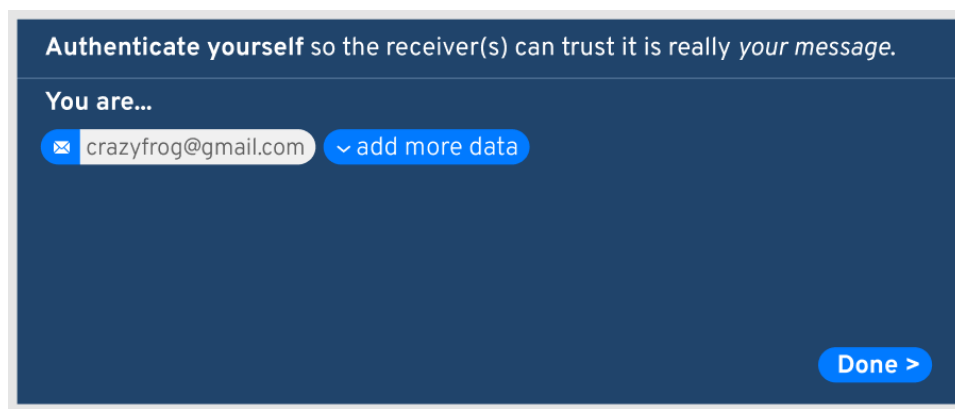 Authenticate yourself so the receiver(s) can trust it is really your message.
You are...
crazyfrog@gmail.com add more data
Done >